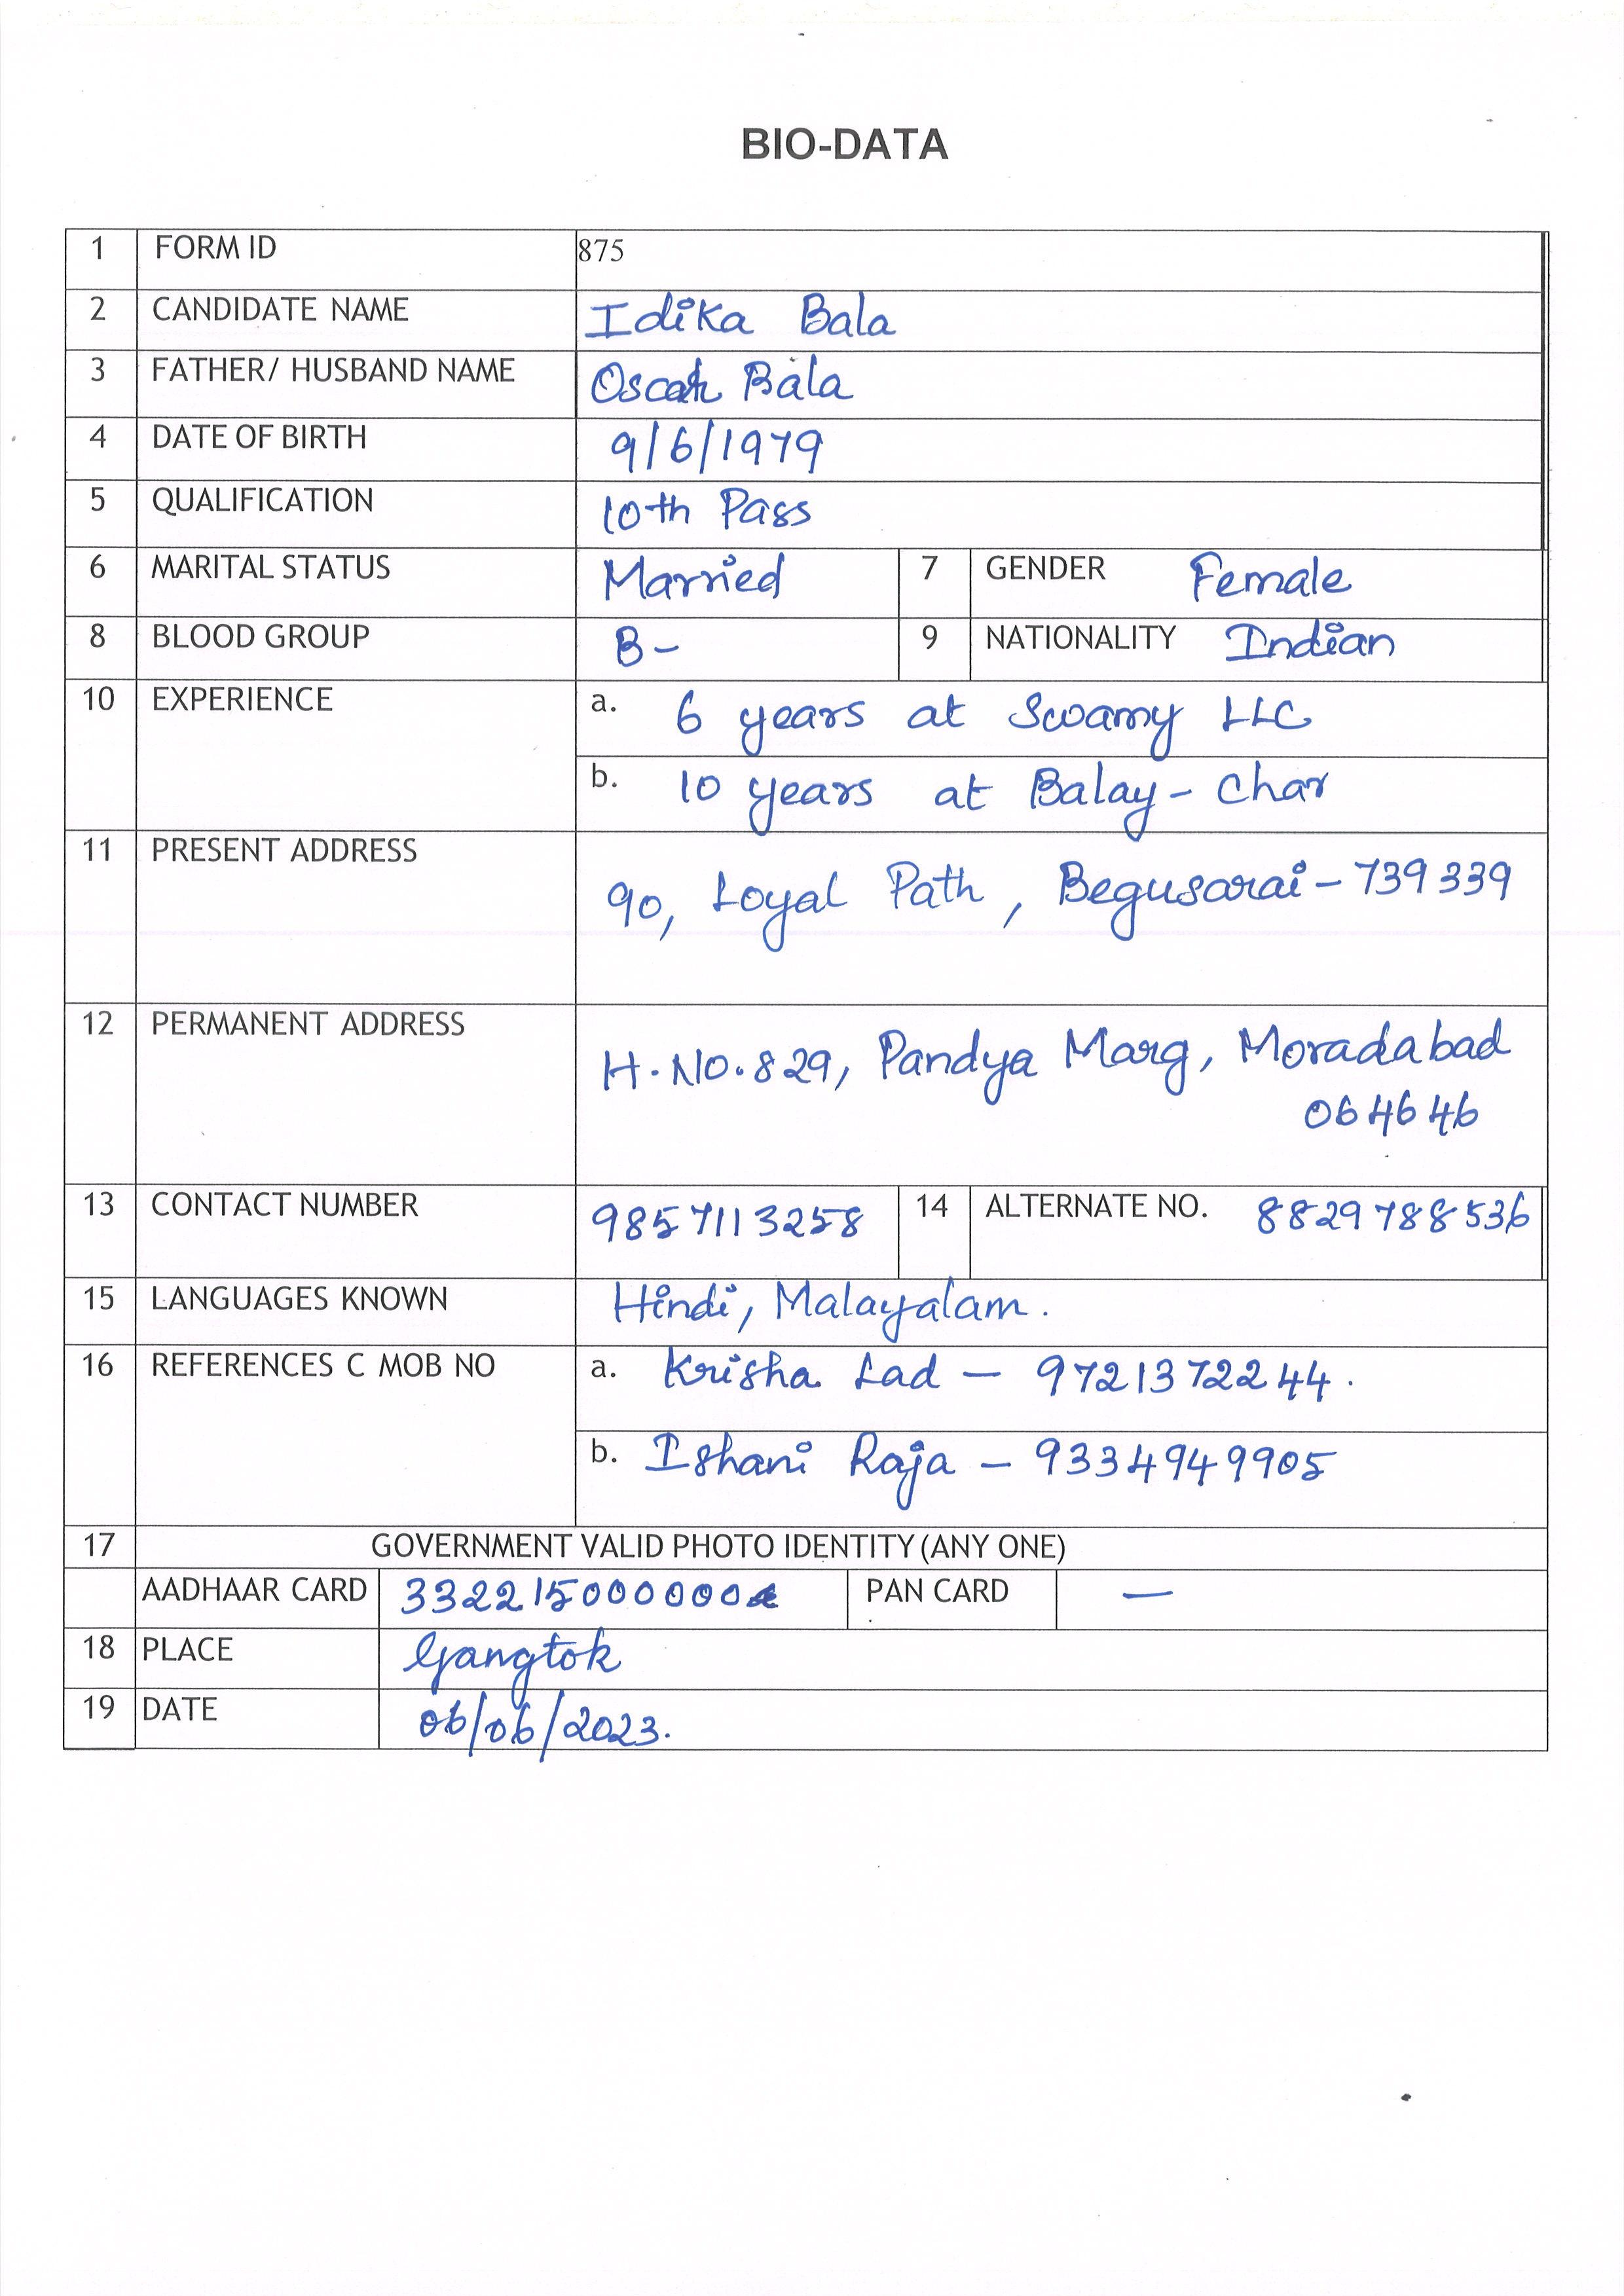 BIO-DATA
1 FORM ID 875
2 CANDIDATE NAME Idika Bala
3 FATHER/ HUSBAND NAME Oscar Bala
4 DATE OF BIRTH 9/6/1979
5 QUALIFICATION 10th Pass
6 MARITAL STATUS Married 7 GENDER Female
8 BLOOD GROUP B- 9 NATIONALITY Indian
10 EXPERIENCE a. 6 years at Swamy LLC
b. 10 years at Balay - Char
11 PRESENT ADDRESS
90, Loyal Path, Begusarai - 739339
12 PERMANENT ADDRESS
H.NO.829, Pandya Marg, Moradabad
064646
13 CONTACT NUMBER 9857113258 14 ALTERNATE NO. 8829788536
15 LANGUAGES KNOWN Hindi, Malayalam.
16 REFERENCES C MOB NO a. Krisha Lad - 9721372244.
b. Ishani Raja - 9334949905
17 GOVERNMENT VALID PHOTO IDENTITY (ANY ONE)
AADHAAR CARD PAN CARD —
18 PLACE Gangtok
19 DATE 06/06/2023.